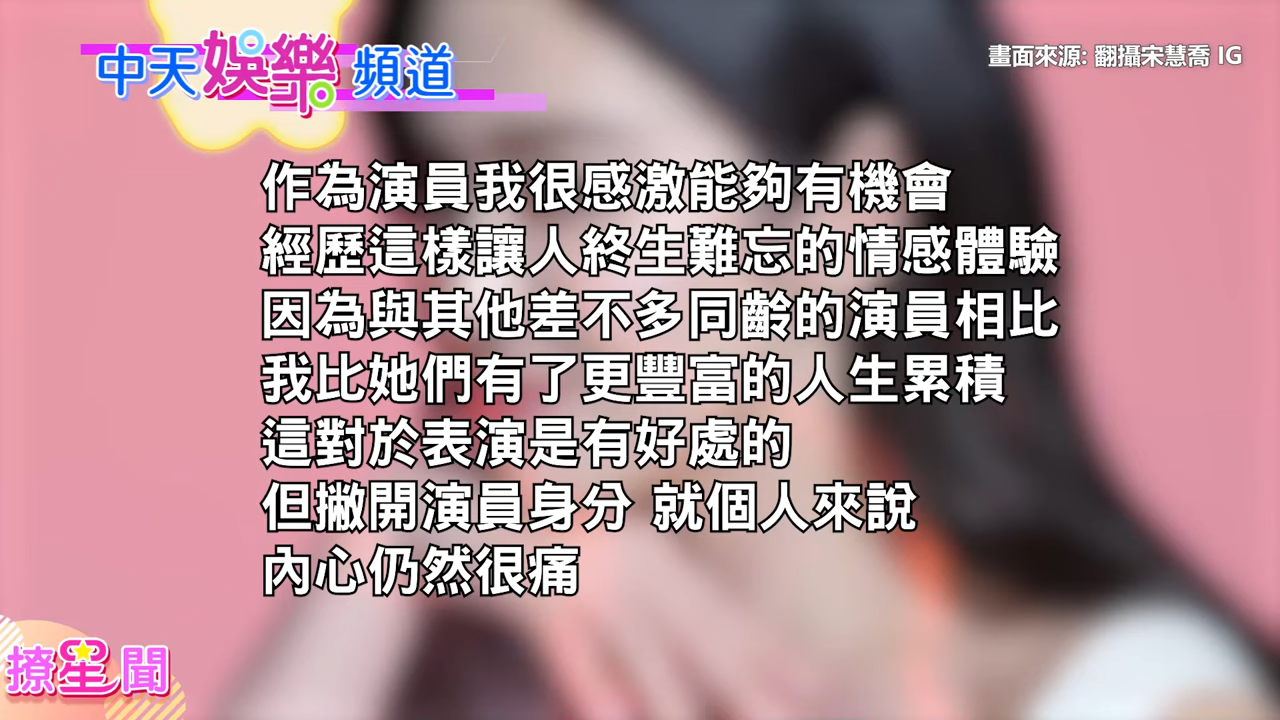 中天娛樂頻道
畫面來源: 翻攝宋慧喬 IG
作為演員我很感激能夠有機會
經歷這樣讓人終生難忘的情感體驗
因為與其他差不多同齡的演員相比
我比她們有了更豐富的人生累積
這對於表演是有好處的
但撇開演員身分 就個人來說
內心仍然很痛
撩星聞